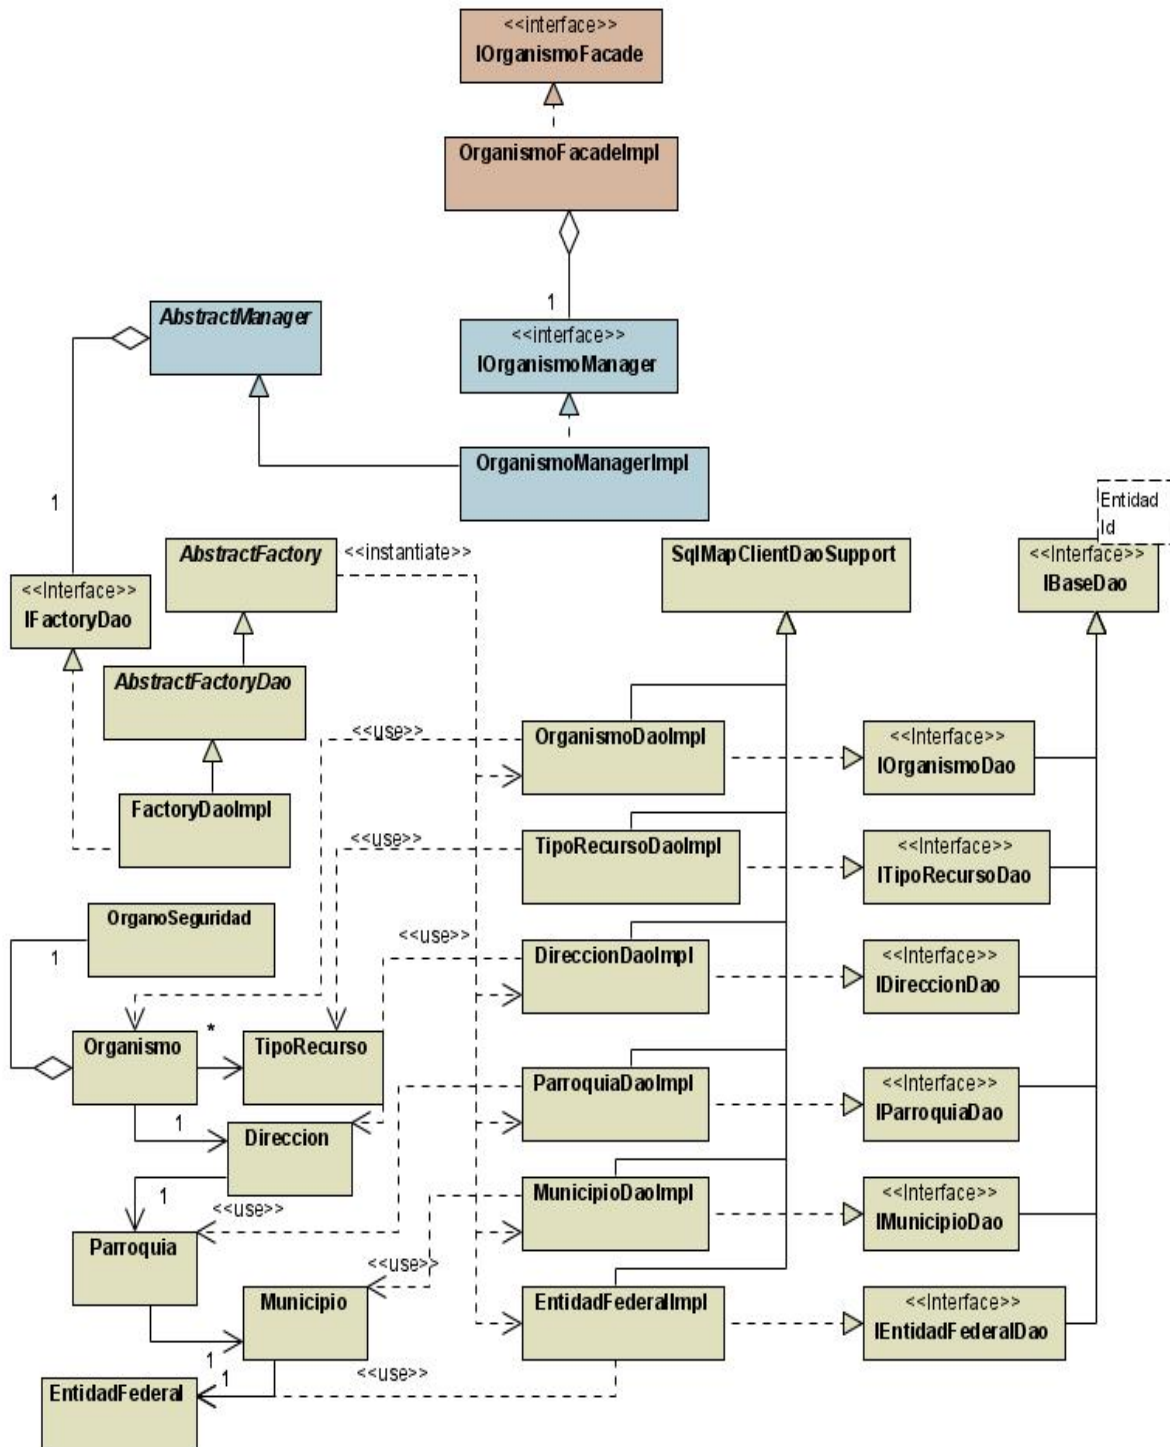 <<interface>>
IOrganismoFacade
OrganismoFacadeImpl
1
AbstractManager
<<interface>>
IOrganismoManager
OrganismoManagerImpl
1
Entidad
Id
AbstractFactory
<<instantiate>>
SqlMapClientDaoSupport
<<Interface>>
IBaseDao
<<Interface>>
IFactoryDao
AbstractFactoryDao
<<use>>
OrganismoDaoImpl
<<Interface>>
IOrganismoDao
FactoryDaoImpl
<<use>>
TipoRecursoDaoImpl
<<Interface>>
ITipoRecursoDao
OrganoSeguridad
1
<<use>>
DireccionDaoImpl
<<Interface>>
IDireccionDao
Organismo
*
TipoRecurso
ParroquiaDaoImpl
<<Interface>>
IParroquiaDao
1
Direccion
1
<<use>>
MunicipioDaoImpl
<<Interface>>
IMunicipioDao
Parroquia
<<use>>
Municipio
EntidadFederalImpl
<<Interface>>
IEntidadFederalDao
1
1
<<use>>
EntidadFederal